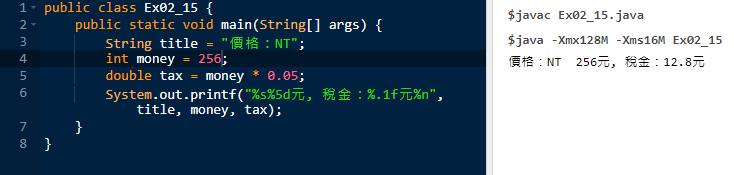 1 public class Ex02_15 {
2 public static void main(String[] args) {
3 String title = "價格：NT";
4 int money = 256;
5 double tax = money * 0.05;
6 System.out.printf("%s%5d元, 稅金：%.1f元%n",
title, money, tax);
7 }
8 }
$javac Ex02_15.java
$java -Xmx128M -Xms16M Ex02_15
價格：NT  256元, 稅金：12.8元